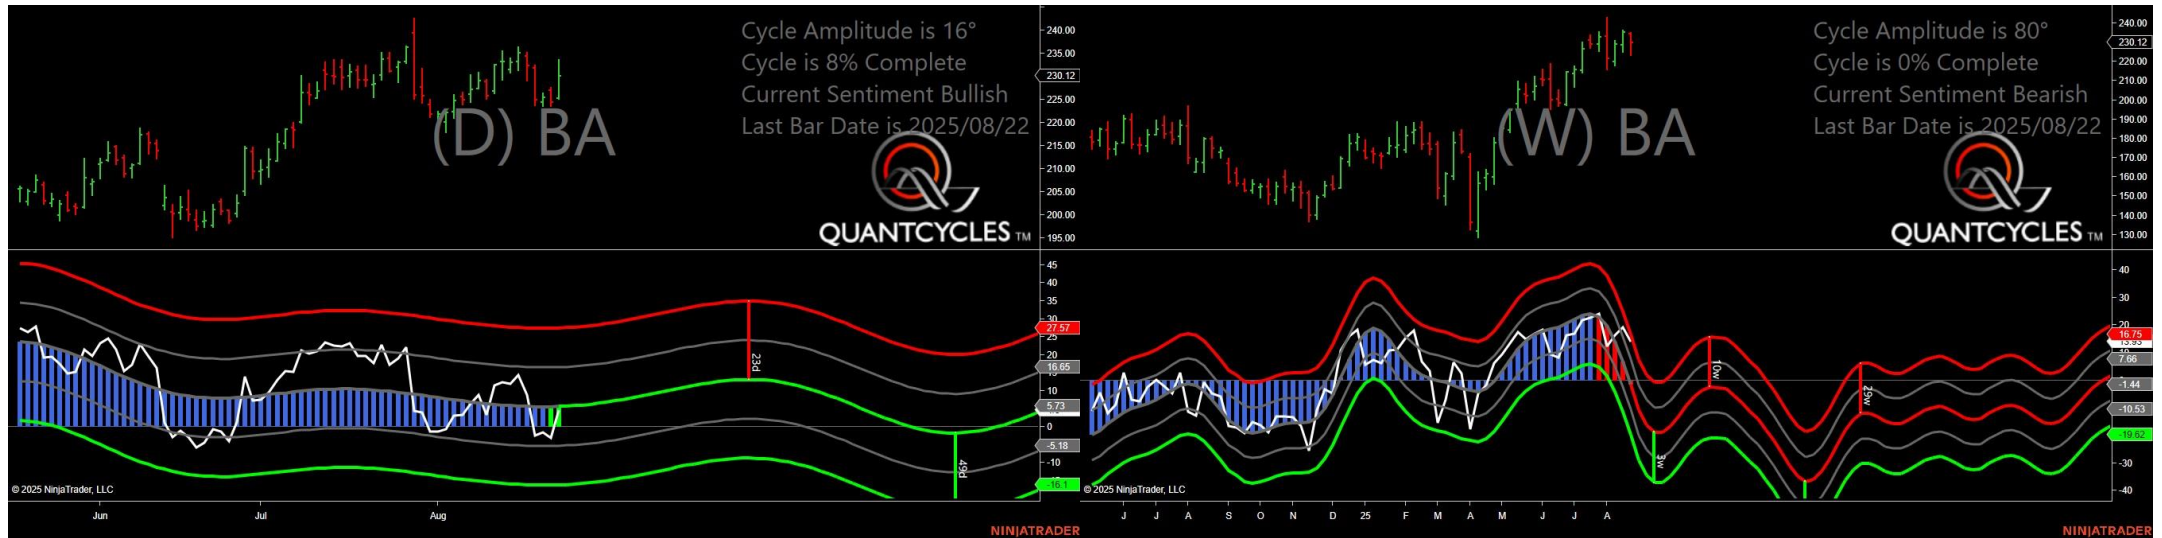 Cycle Amplitude is 16°
Cycle is 8% Complete
Current Sentiment Bullish
Last Bar Date is 2025/08/22
(D) BA
QUANTCYCLES TM
240.00
235.00
230.12
225.00
220.00
215.00
210.00
205.00
200.00
195.00
45
40
35
30
27.57
25
20
16.65
10
5.73
0
-5.18
-10
-16.1
23d
49d
© 2025 NinjaTrader, LLC
Jun
Jul
Aug
NINJATRADER
Cycle Amplitude is 80°
Cycle is 0% Complete
Current Sentiment Bearish
Last Bar Date is 2025/08/22
(W) BA
QUANTCYCLES TM
240.00
230.12
220.00
210.00
200.00
190.00
180.00
170.00
160.00
150.00
140.00
130.00
40
30
20
16.75
13.93
7.66
-1.44
-10.53
-19.62
-30
-40
3w
10w
29w
© 2025 NinjaTrader, LLC
J J A S O N D 25 F M A M J J A
NINJATRADER